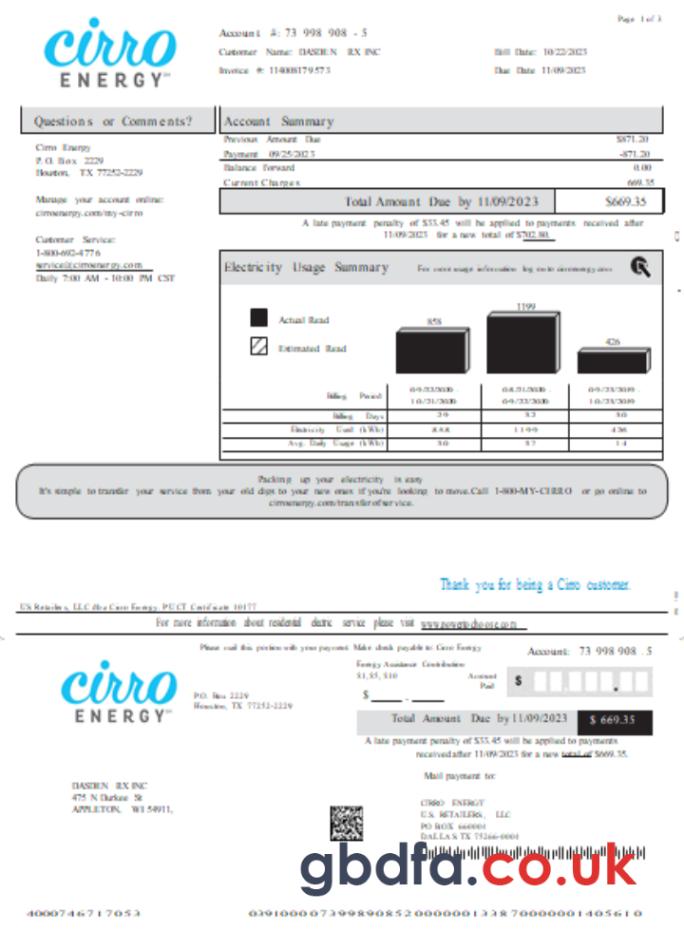 Page 1 of 3
cirro
ENERGY
Account #: 73 998 908 - 5
Customer Name: DASDEN RX INC
Bill Date: 10/22/2023
Invoice #: 114008179573
Due Date 11/09/2023
Questions or Comments?
Cirro Energy
P. O. Box 2229
Houston, TX 77252-2229
Manage your account online:
cirroenergy.com/my-cirro
Customer Service:
1-800-692-4776
service@cirroenergy.com
Daily 7:00 AM - 10:00 PM CST
Account Summary
Previous Amount Due $871.20
Payment 09/25/2023 -871.20
Balance Forward 0.00
Current Charges 669.35
Total Amount Due by 11/09/2023 $669.35
A late payment penalty of $33.45 will be applied to payments received after
11/09/2023 for a new total of $702.80.
Electricity Usage Summary
For more usage information log on to cirroenergy.com
Actual Read
Estimated Read
858 1199 426
Billing Period 09/22/2019 - 08/21/2019 - 09/23/2019 -
10/21/2019 09/22/2019 10/23/2019
Billing Days 29 32 30
Electricity Used (kWh) 858 1199 426
Avg. Daily Usage (kWh) 30 37 14
Packing up your electricity is easy
It's simple to transfer your service from your old digs to your new ones if you're looking to move.Call 1-800-MY-CIRRO or go online to
cirroenergy.com/transferofservice.
Thank you for being a Cirro customer.
US Retailers, LLC dba Cirro Energy. PUCT Certificate 10177
For more information about residential electric service please visit www.powertochoose.com
Please mail this portion with your payment. Make check payable to: Cirro Energy
Account: 73 998 908 . 5
cirro
ENERGY
P.O. Box 2229
Houston, TX 77252-2229
Energy Assistance Contribution
$1, $5, $10
$ ____ . ____
Account
Paid
$
Total Amount Due by 11/09/2023 $ 669.35
A late payment penalty of $33.45 will be applied to payments
received after 11/09/2023 for a new total of $669.35.
Mail payment to:
DASDEN RX INC
475 N Durkee St
APPLETON, WI 54911,
CIRRO ENERGY
U.S. RETAILERS, LLC
PO BOX 660004
DALLAS TX 75266-0004
gbdfa.co.uk
4000746717053
0391000073998908520000001338700000001405610